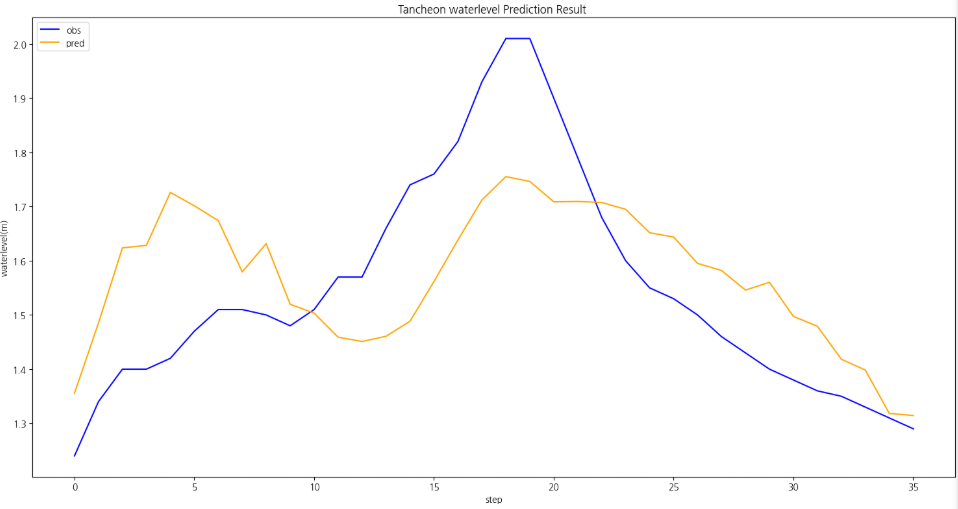 Tancheon waterlevel Prediction Result
obs
pred
2.0
1.9
1.8
1.7
1.6
1.5
1.4
1.3
waterlevel(m)
0 5 10 15 20 25 30 35
step